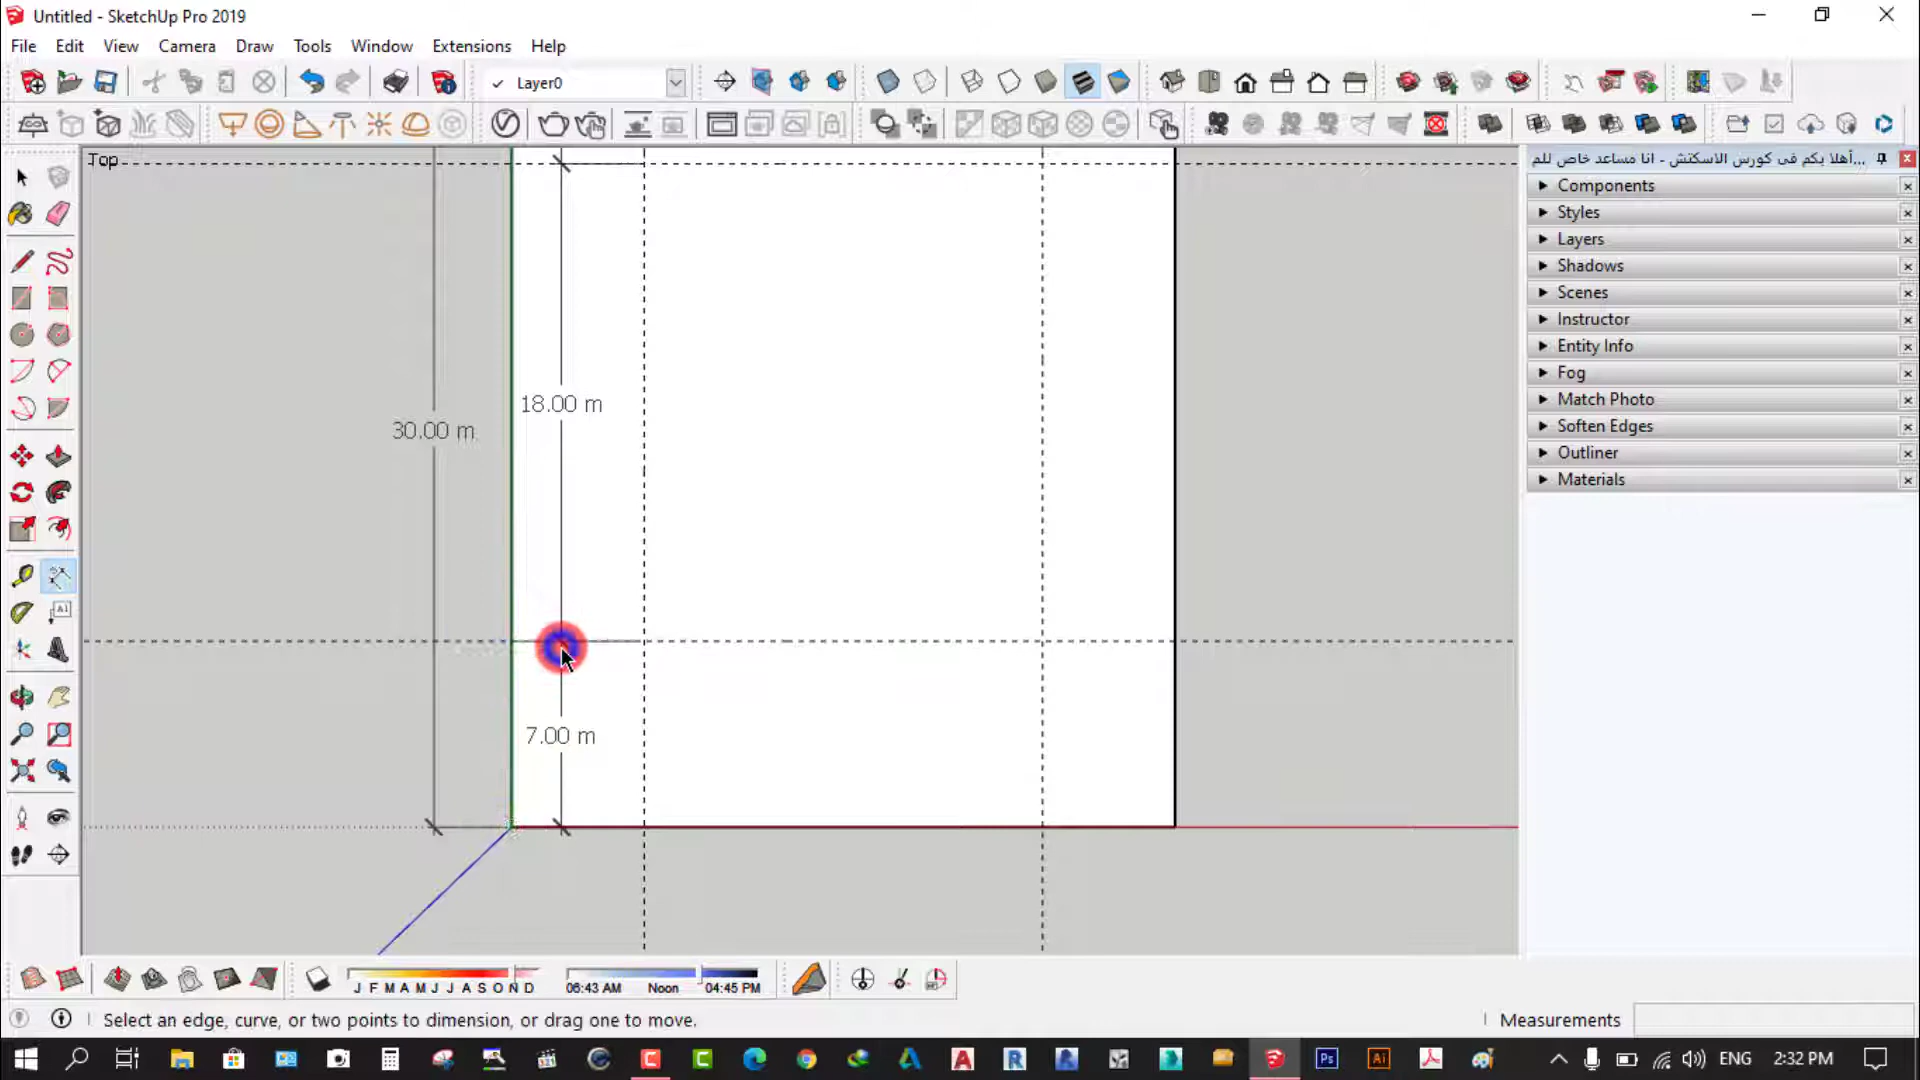 Untitled - SketchUp Pro 2019
File Edit View Camera Draw Tools Window Extensions Help
Layer0
Top
أهلا بكم فى كورس الاسكتش - انا مساعد خاص للم...
Components
Styles
Layers
Shadows
Scenes
Instructor
Entity Info
Fog
Match Photo
Soften Edges
Outliner
Materials
18.00 m
30.00 m
7.00 m
J F M A M J J A S O N D
06:43 AM Noon 04:45 PM
Select an edge, curve, or two points to dimension, or drag one to move.
Measurements
ENG 2:32 PM